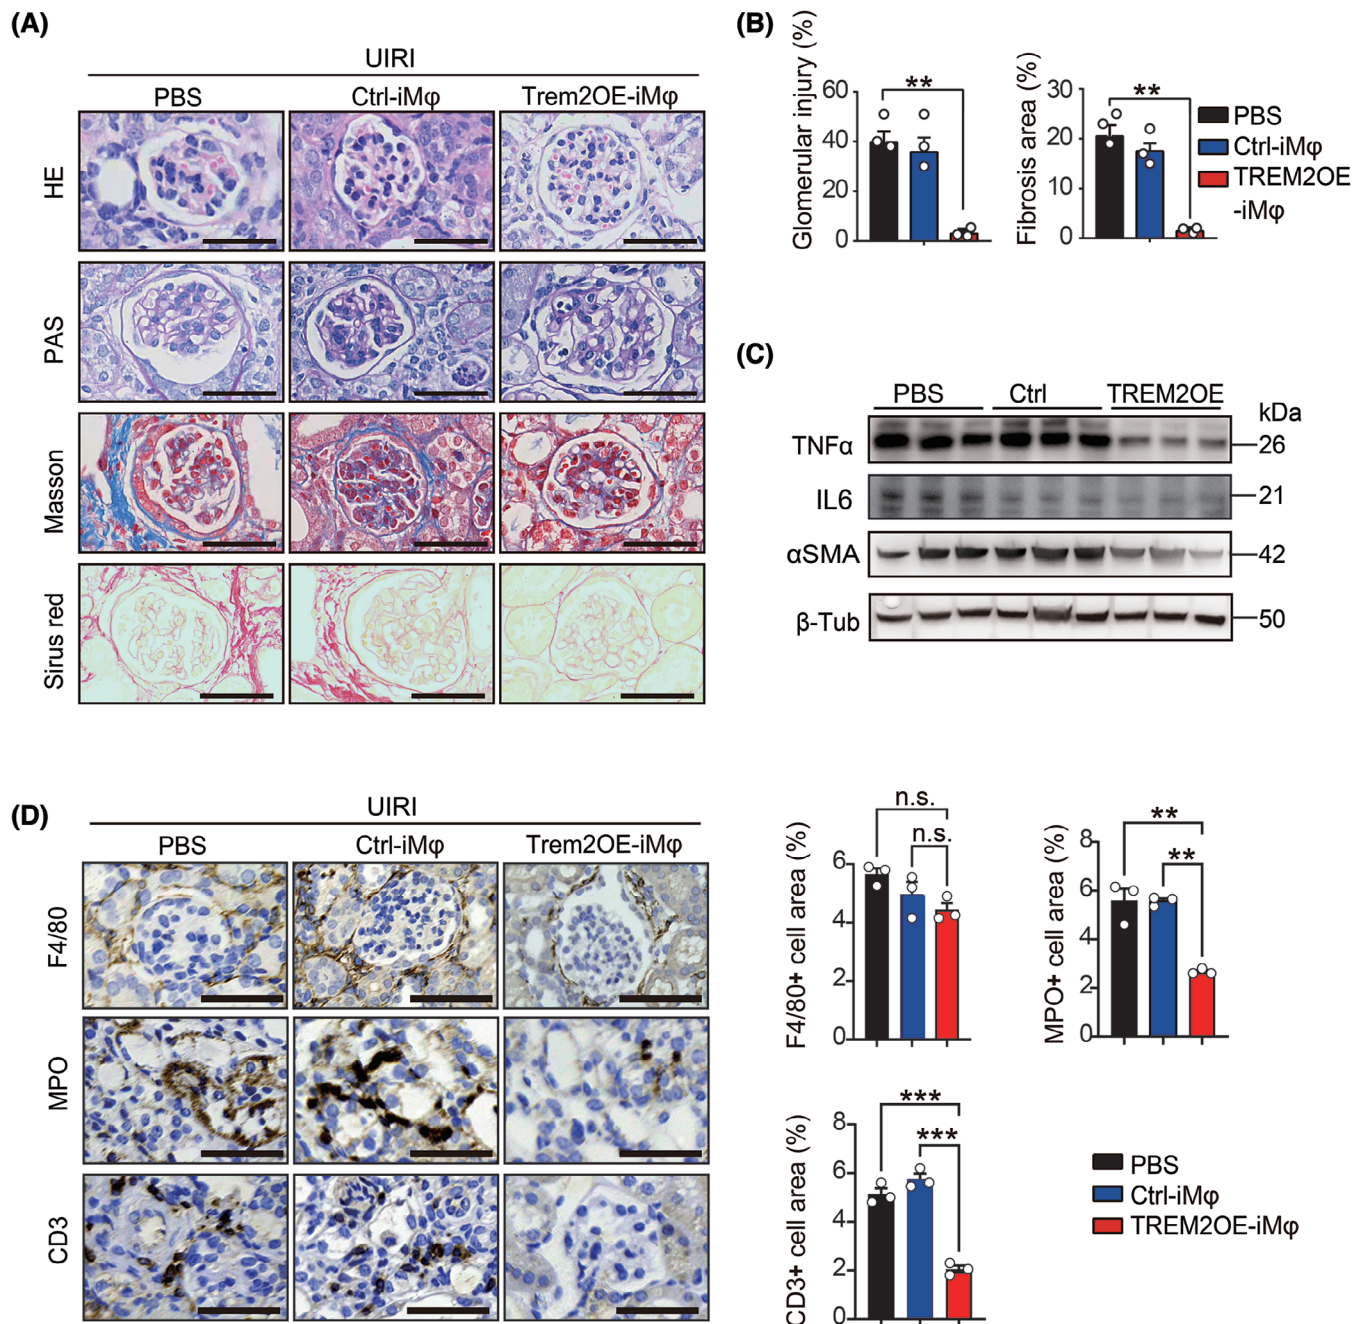 (A)
UIRI
PBS Ctrl-iMφ Trem2OE-iMφ
HE
PAS
Masson
Sirus red
(B)
Glomerular injury (%)
60
40
20
0
**
Fibrosis area (%)
30
20
10
0
**
PBS
Ctrl-iMφ
TREM2OE
-iMφ
(C)
PBS Ctrl TREM2OE
kDa
TNFα 26
IL6 21
αSMA 42
β-Tub 50
(D)
UIRI
PBS Ctrl-iMφ Trem2OE-iMφ
F4/80
MPO
CD3
F4/80+ cell area (%)
6
4
2
0
n.s.
n.s.
MPO+ cell area (%)
8
6
4
2
0
**
**
CD3+ cell area (%)
8
6
4
2
0
***
***
PBS
Ctrl-iMφ
TREM2OE-iMφ